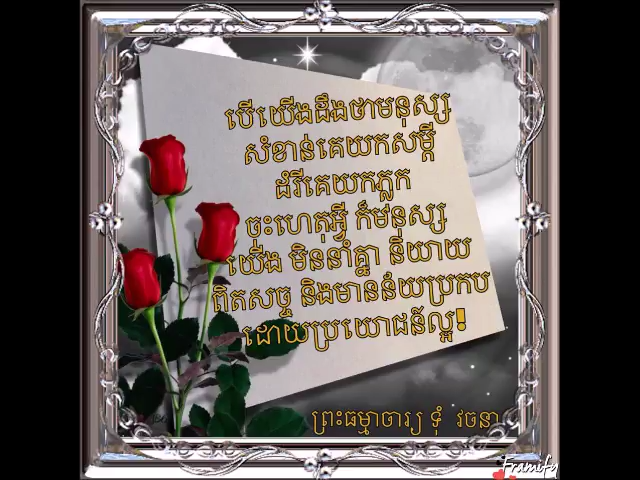 បើយើងដឹងថាមនុស្ស
សំខាន់គេយកសម្ដី
ដំរីគេយកភ្លុក
ចុះហេតុអ្វី ក៏មនុស្ស
យើង មិននាំគ្នា និយាយ
ពិតសច្ចុ និងមានន័យប្រកប
ដោយប្រយោជន៍ល្អ!
ព្រះធម្មាចារ្យ ទុំ វចនា
Framify